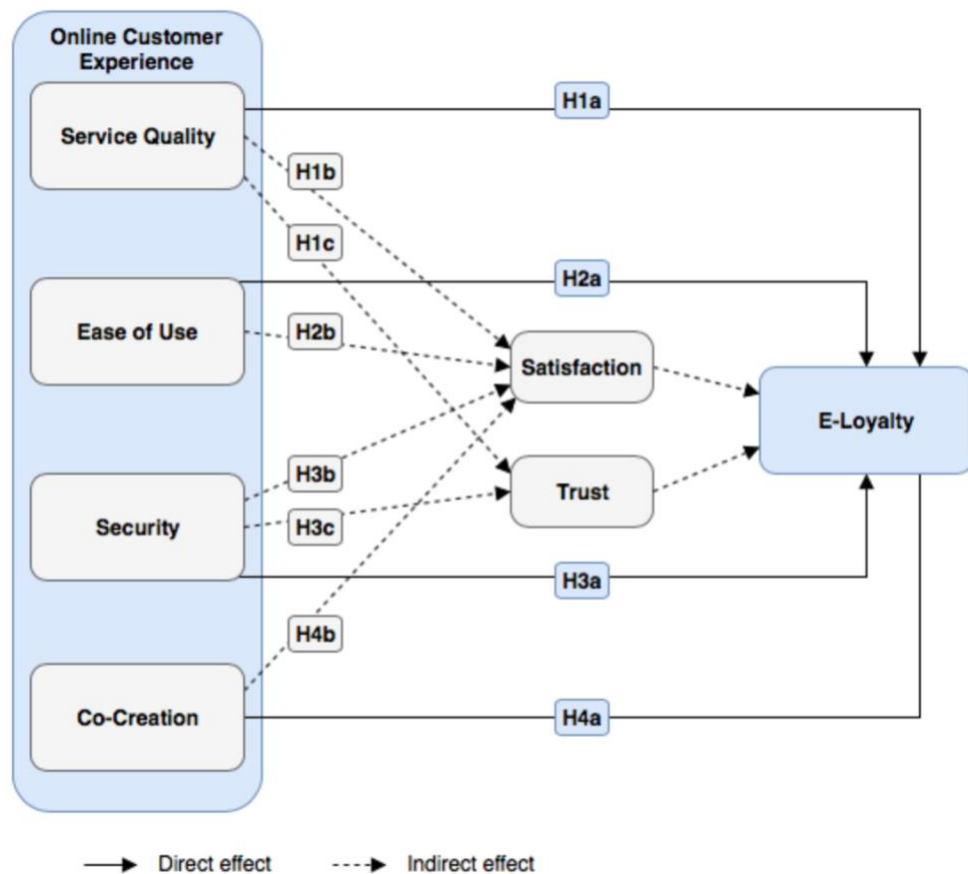 Online Customer
Experience
Service Quality
H1a
H1b
H1c
Ease of Use
H2a
H2b
Satisfaction
E-Loyalty
Security
H3b
H3c
Trust
H3a
H4b
Co-Creation
H4a
Direct effect
Indirect effect